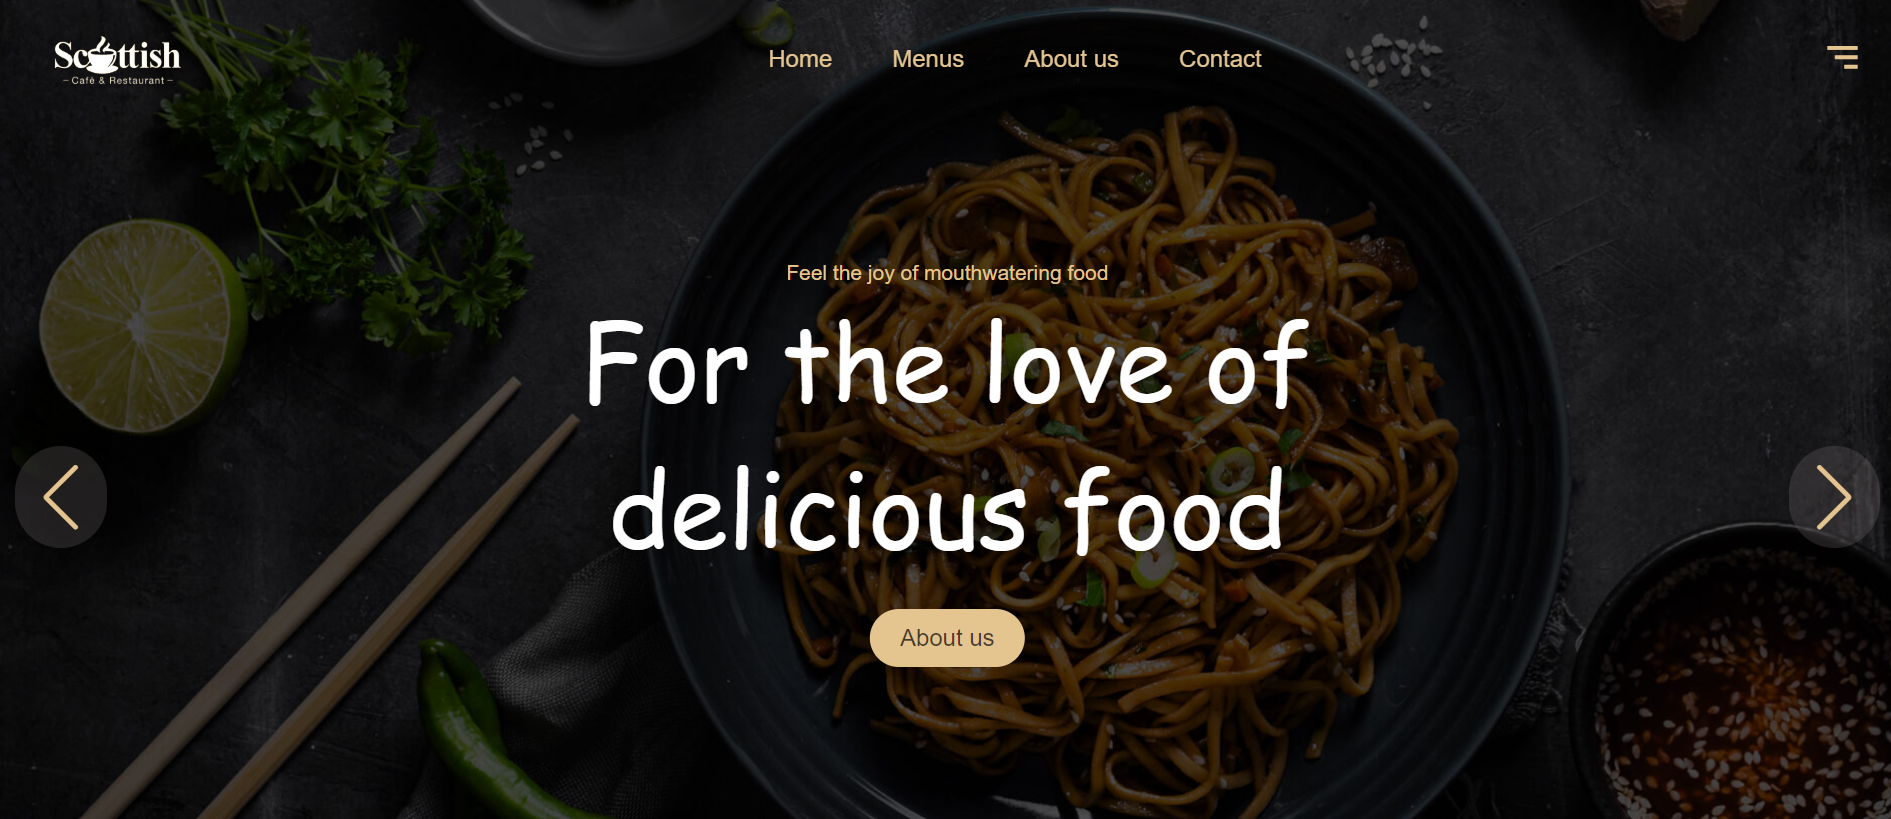 Scottish
– Café & Restaurant –
Home Menus About us Contact
Feel the joy of mouthwatering food
For the love of
delicious food
About us